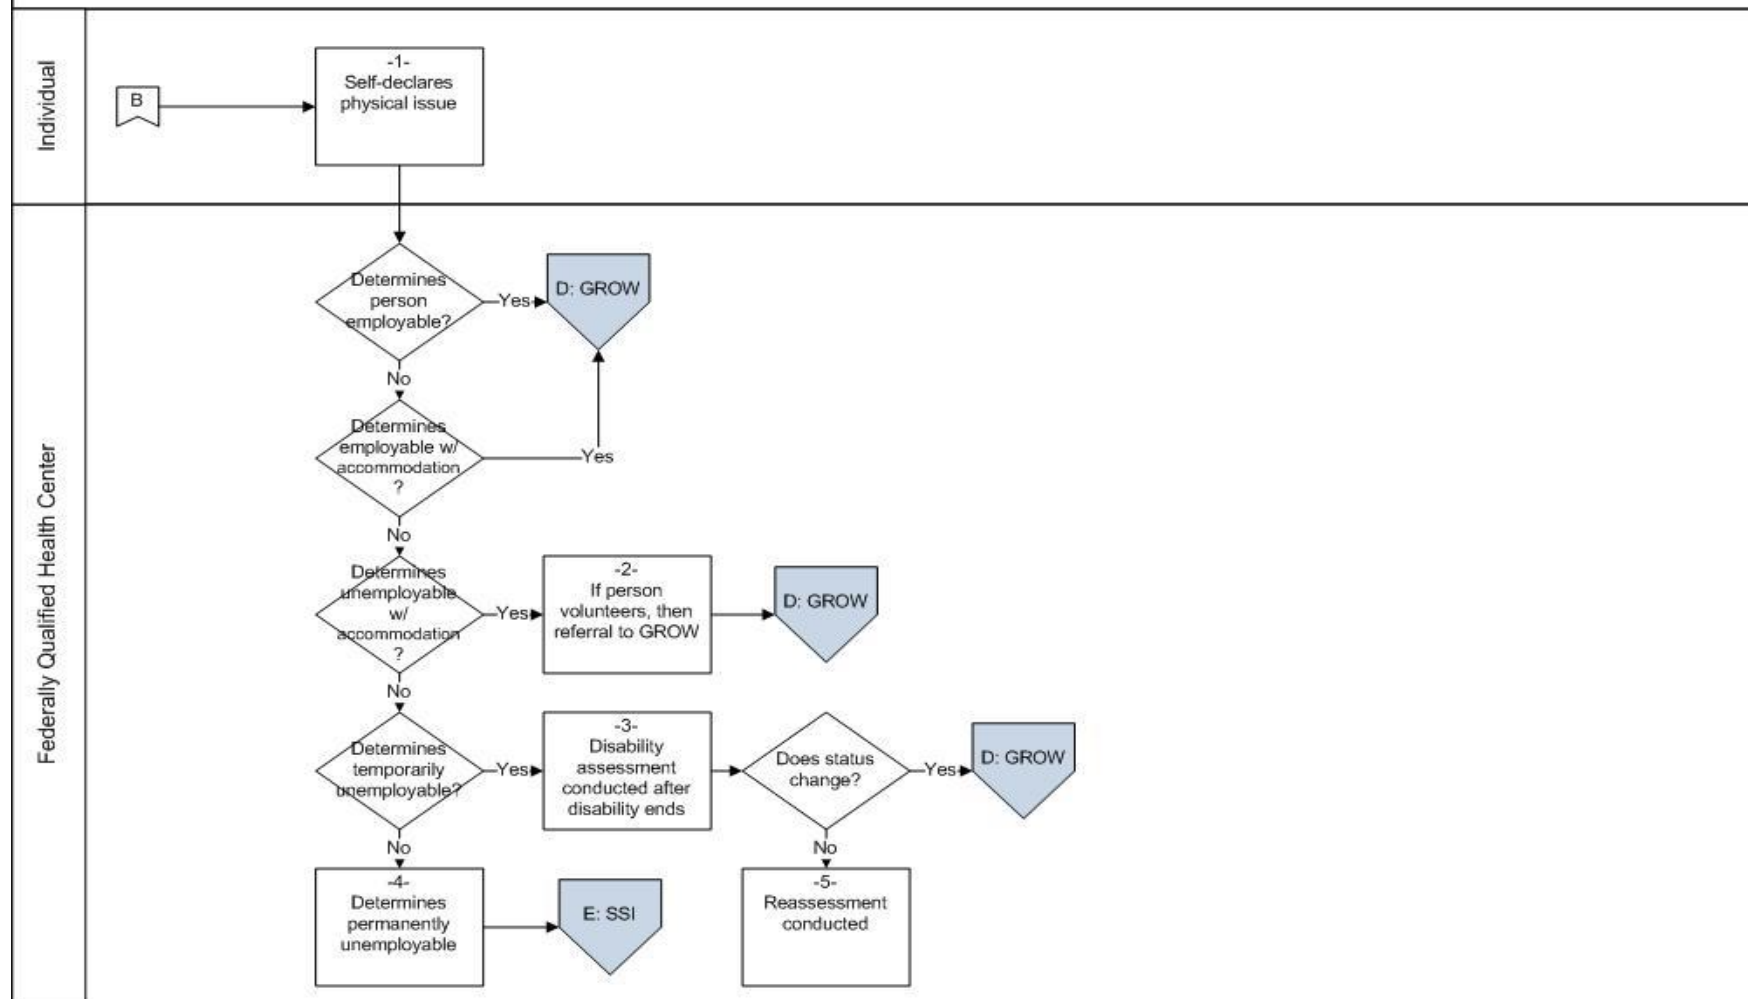 Individual
B
-1-
Self-declares
physical issue
Federally Qualified Health Center
Determines
person
employable?
Yes
D: GROW
No
Determines
employable w/
accommodation
?
Yes
No
Determines
unemployable
w/
accommodation
?
Yes
-2-
If person
volunteers, then
referral to GROW
D: GROW
No
Determines
temporarily
unemployable?
Yes
-3-
Disability
assessment
conducted after
disability ends
Does status
change?
Yes
D: GROW
No
No
-4-
Determines
permanently
unemployable
E: SSI
-5-
Reassessment
conducted